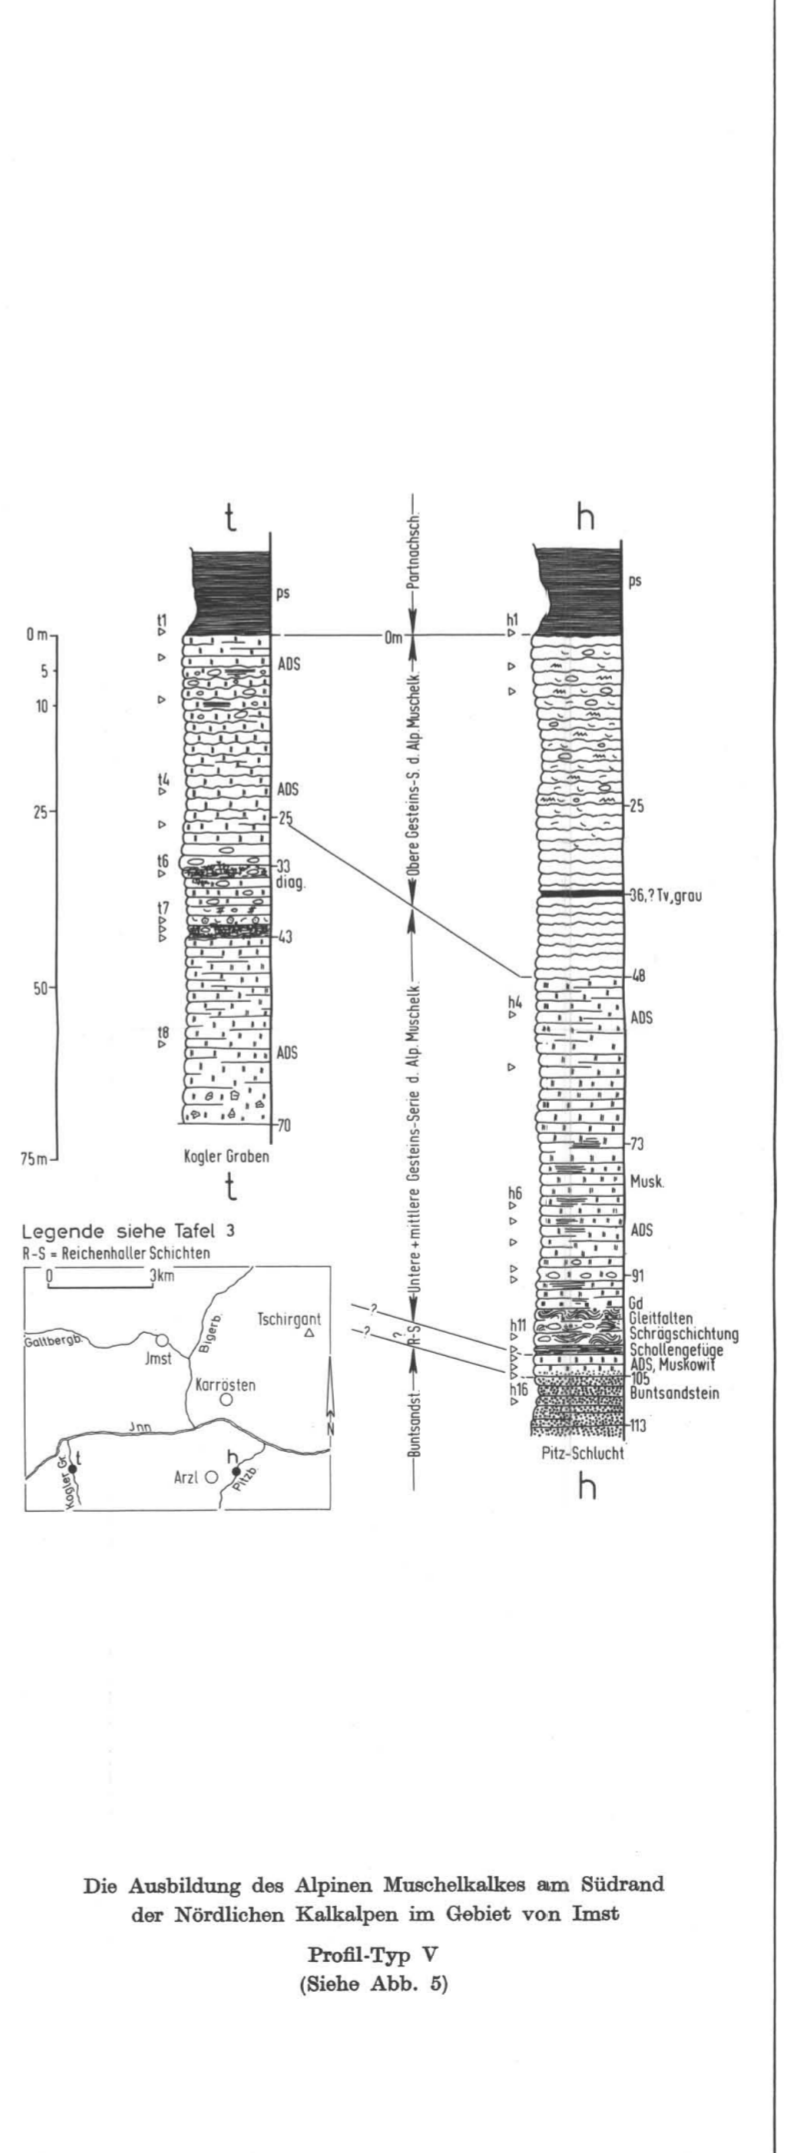 t
h
ps
ps
t1
h1
0 m
0m
5
ADS
10
t4
ADS
25
25
25
t6
33
diag.
36,?Tv,grau
t7
43
48
50
h4
ADS
t8
ADS
70
73
75m
Kogler Graben
t
Musk.
h6
ADS
91
Gd
Gleitfalten
h11
Schrägschichtung
Schollengefüge
ADS, Muskowit
105
h16
Buntsandstein
113
Pitz-Schlucht
h
Partnachsch.
Obere Gesteins-S. d. Alp. Muschelk.
Untere + mittlere Gesteins-Serie d. Alp. Muschelk.
?
?
?
R-S
Buntsandst.
Legende siehe Tafel 3
R-S = Reichenhaller Schichten
0 3km
Tschirgant
Bigerb.
Jmst
Karrösten
N
Jnn
t
h
Arzl
Kogler Gr.
Pitzb.
Die Ausbildung des Alpinen Muschelkalkes am Südrand
der Nördlichen Kalkalpen im Gebiet von Imst
Profil-Typ V
(Siehe Abb. 5)